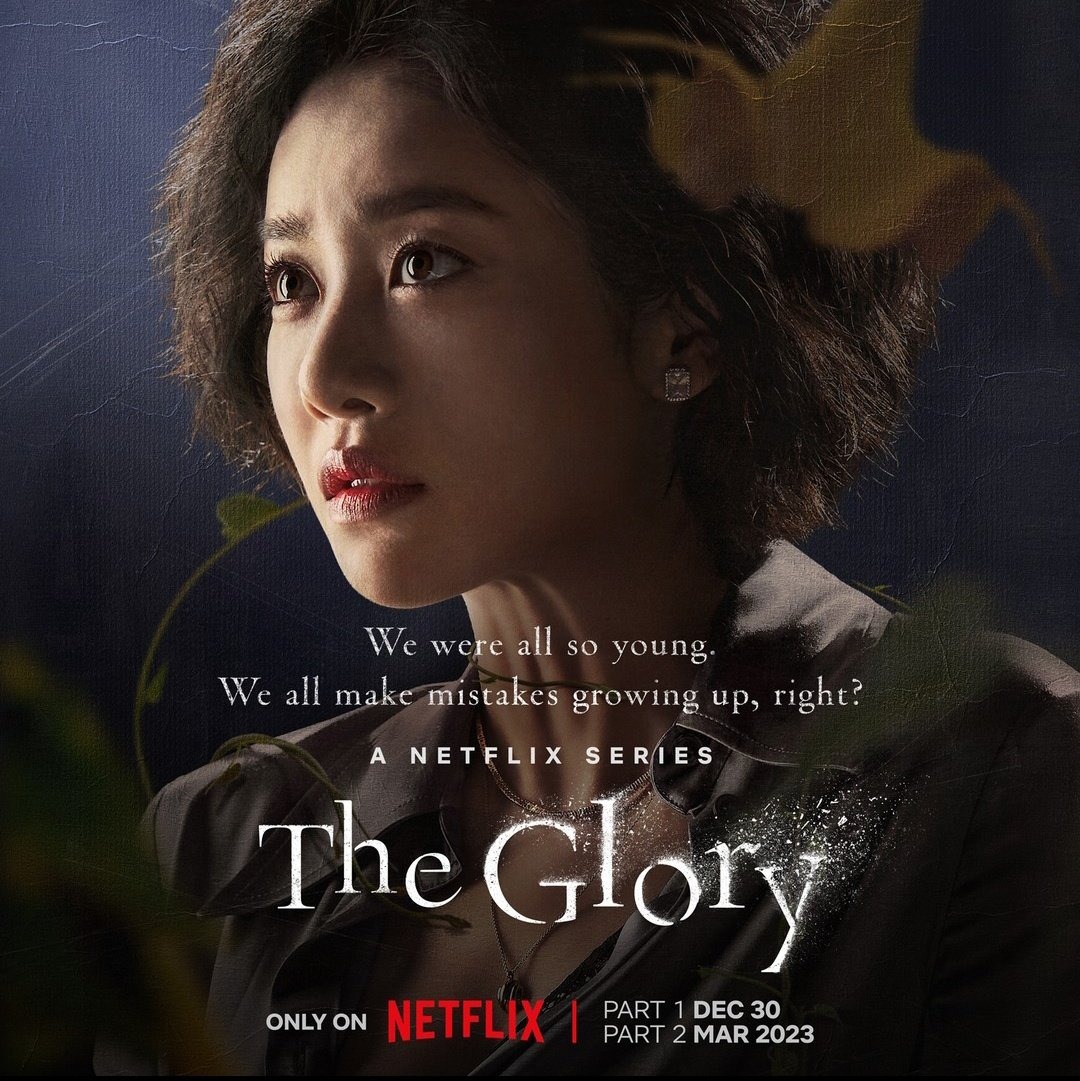 We were all so young.
We all make mistakes growing up, right?
A NETFLIX SERIES
The Glory
ONLY ON NETFLIX | PART 1 DEC 30
PART 2 MAR 2023